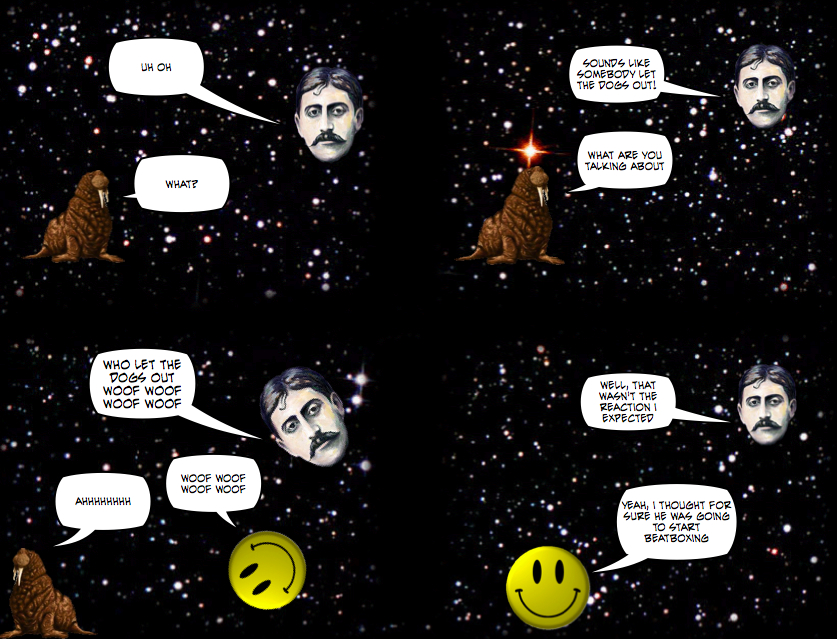 UH OH
WHAT?
SOUNDS LIKE
SOMEBODY LET
THE DOGS OUT!
WHAT ARE YOU
TALKING ABOUT
WHO LET THE
DOGS OUT
WOOF WOOF
WOOF WOOF
AHHHHHHHH
WOOF WOOF
WOOF WOOF
WELL, THAT
WASN'T THE
REACTION I
EXPECTED
YEAH, I THOUGHT FOR
SURE HE WAS GOING
TO START
BEATBOXING